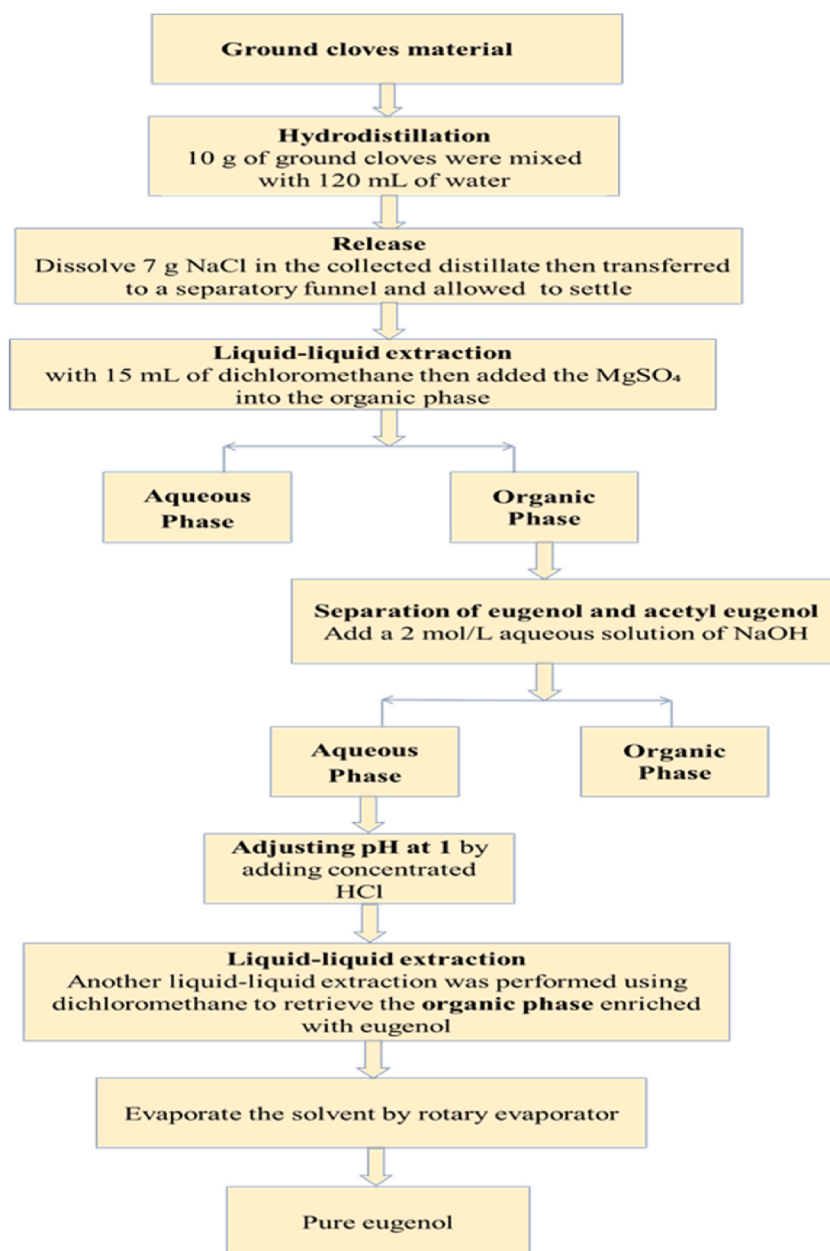 Ground cloves material
Hydrodistillation
10 g of ground cloves were mixed
with 120 mL of water
Release
Dissolve 7 g NaCl in the collected distillate then transferred
to a separatory funnel and allowed to settle
Liquid-liquid extraction
with 15 mL of dichloromethane then added the MgSO₄
into the organic phase
Aqueous
Phase
Organic
Phase
Separation of eugenol and acetyl eugenol
Add a 2 mol/L aqueous solution of NaOH
Aqueous
Phase
Organic
Phase
Adjusting pH at 1 by
adding concentrated
HCl
Liquid-liquid extraction
Another liquid-liquid extraction was performed using
dichloromethane to retrieve the organic phase enriched
with eugenol
Evaporate the solvent by rotary evaporator
Pure eugenol